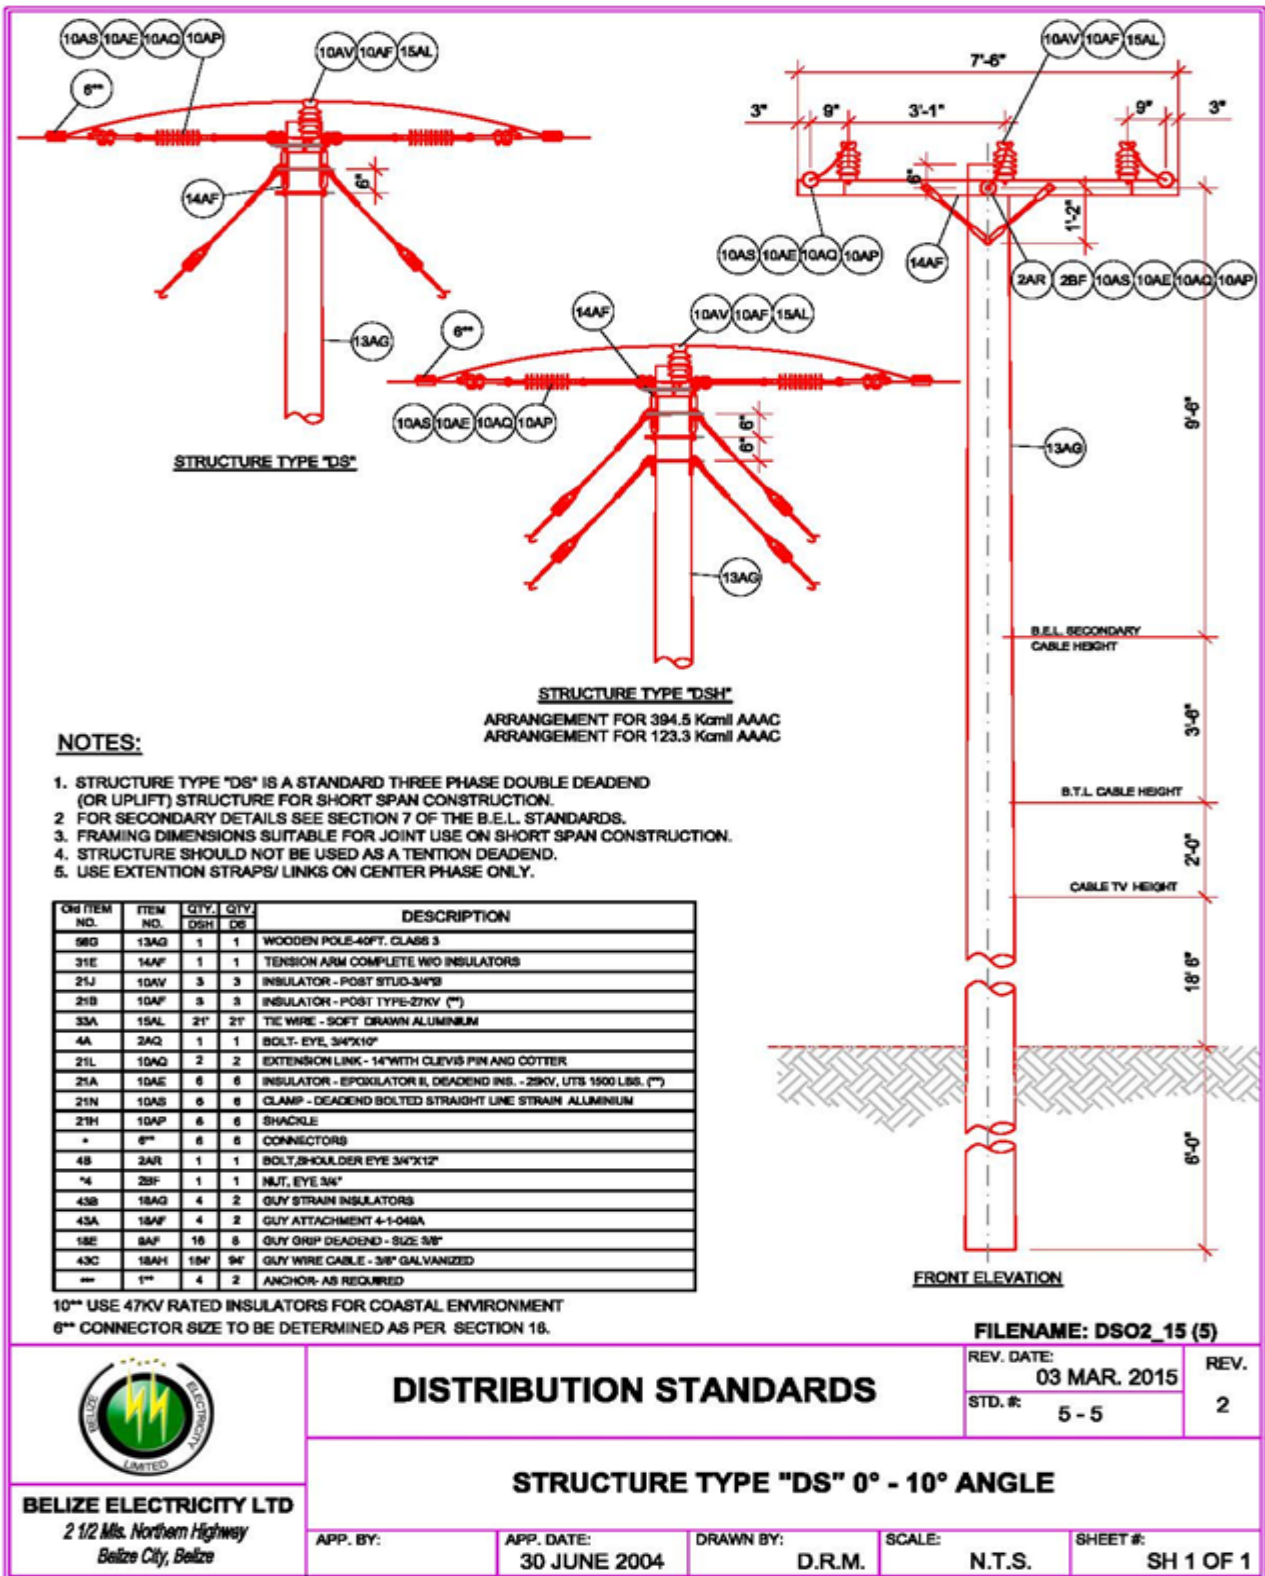 10AS 10AE 10AQ 10AP
10AV 10AF 15AL
6**
14AF
6"
13AG
STRUCTURE TYPE "DS"
14AF
10AV 10AF 15AL
6**
10AS 10AE 10AQ 10AP
6" 6"
13AG
STRUCTURE TYPE "DSH"
ARRANGEMENT FOR 394.5 Kcmil AAAC
ARRANGEMENT FOR 123.3 Kcmil AAAC
10AV 10AF 15AL
7'-6"
3" 9" 3'-1" 9" 3"
6"
1'-2"
10AS 10AE 10AQ 10AP
14AF
2AR 2BF 10AS 10AE 10AQ 10AP
9'-6"
13AG
B.E.L. SECONDARY
CABLE HEIGHT
3'-6"
B.T.L. CABLE HEIGHT
2'-0"
CABLE TV HEIGHT
18' 6"
6'-0"
FRONT ELEVATION
NOTES:
1. STRUCTURE TYPE "DS" IS A STANDARD THREE PHASE DOUBLE DEADEND
(OR UPLIFT) STRUCTURE FOR SHORT SPAN CONSTRUCTION.
2 FOR SECONDARY DETAILS SEE SECTION 7 OF THE B.E.L. STANDARDS.
3. FRAMING DIMENSIONS SUITABLE FOR JOINT USE ON SHORT SPAN CONSTRUCTION.
4. STRUCTURE SHOULD NOT BE USED AS A TENTION DEADEND.
5. USE EXTENTION STRAPS/ LINKS ON CENTER PHASE ONLY.
Old ITEM NO. ITEM NO. QTY. DSH QTY. DS DESCRIPTION
56G 13AG 1 1 WOODEN POLE-40FT. CLASS 3
31E 14AF 1 1 TENSION ARM COMPLETE W/O INSULATORS
21J 10AV 3 3 INSULATOR - POST STUD-3/4"Ø
21B 10AF 3 3 INSULATOR - POST TYPE-27KV (**)
33A 15AL 21' 21' TIE WIRE - SOFT DRAWN ALUMINIUM
4A 2AQ 1 1 BOLT- EYE, 3/4"X10"
21L 10AQ 2 2 EXTENSION LINK - 14"WITH CLEVIS PIN AND COTTER
21A 10AE 6 6 INSULATOR - EPOXILATOR II, DEADEND INS. - 25KV, UTS 1500 LBS. (**)
21N 10AS 6 6 CLAMP - DEADEND BOLTED STRAIGHT LINE STRAIN ALUMINIUM
21H 10AP 6 6 SHACKLE
* 6** 6 6 CONNECTORS
4B 2AR 1 1 BOLT,SHOULDER EYE 3/4"X12"
*4 2BF 1 1 NUT, EYE 3/4"
43B 18AG 4 2 GUY STRAIN INSULATORS
43A 18AF 4 2 GUY ATTACHMENT 4-1-049A
18E 9AF 16 8 GUY GRIP DEADEND - SIZE 3/8"
43C 18AH 184' 94' GUY WIRE CABLE - 3/8" GALVANIZED
*** 1** 4 2 ANCHOR- AS REQUIRED
10** USE 47KV RATED INSULATORS FOR COASTAL ENVIRONMENT
6** CONNECTOR SIZE TO BE DETERMINED AS PER SECTION 16.
FILENAME: DSO2_15 (5)
BELIZE ELECTRICITY
LIMITED
BELIZE ELECTRICITY LTD
2 1/2 Mls. Northern Highway
Belize City, Belize
DISTRIBUTION STANDARDS
REV. DATE:
03 MAR. 2015
STD. #:
5 - 5
REV.
2
STRUCTURE TYPE "DS" 0° - 10° ANGLE
APP. BY:
APP. DATE:
30 JUNE 2004
DRAWN BY:
D.R.M.
SCALE:
N.T.S.
SHEET #:
SH 1 OF 1